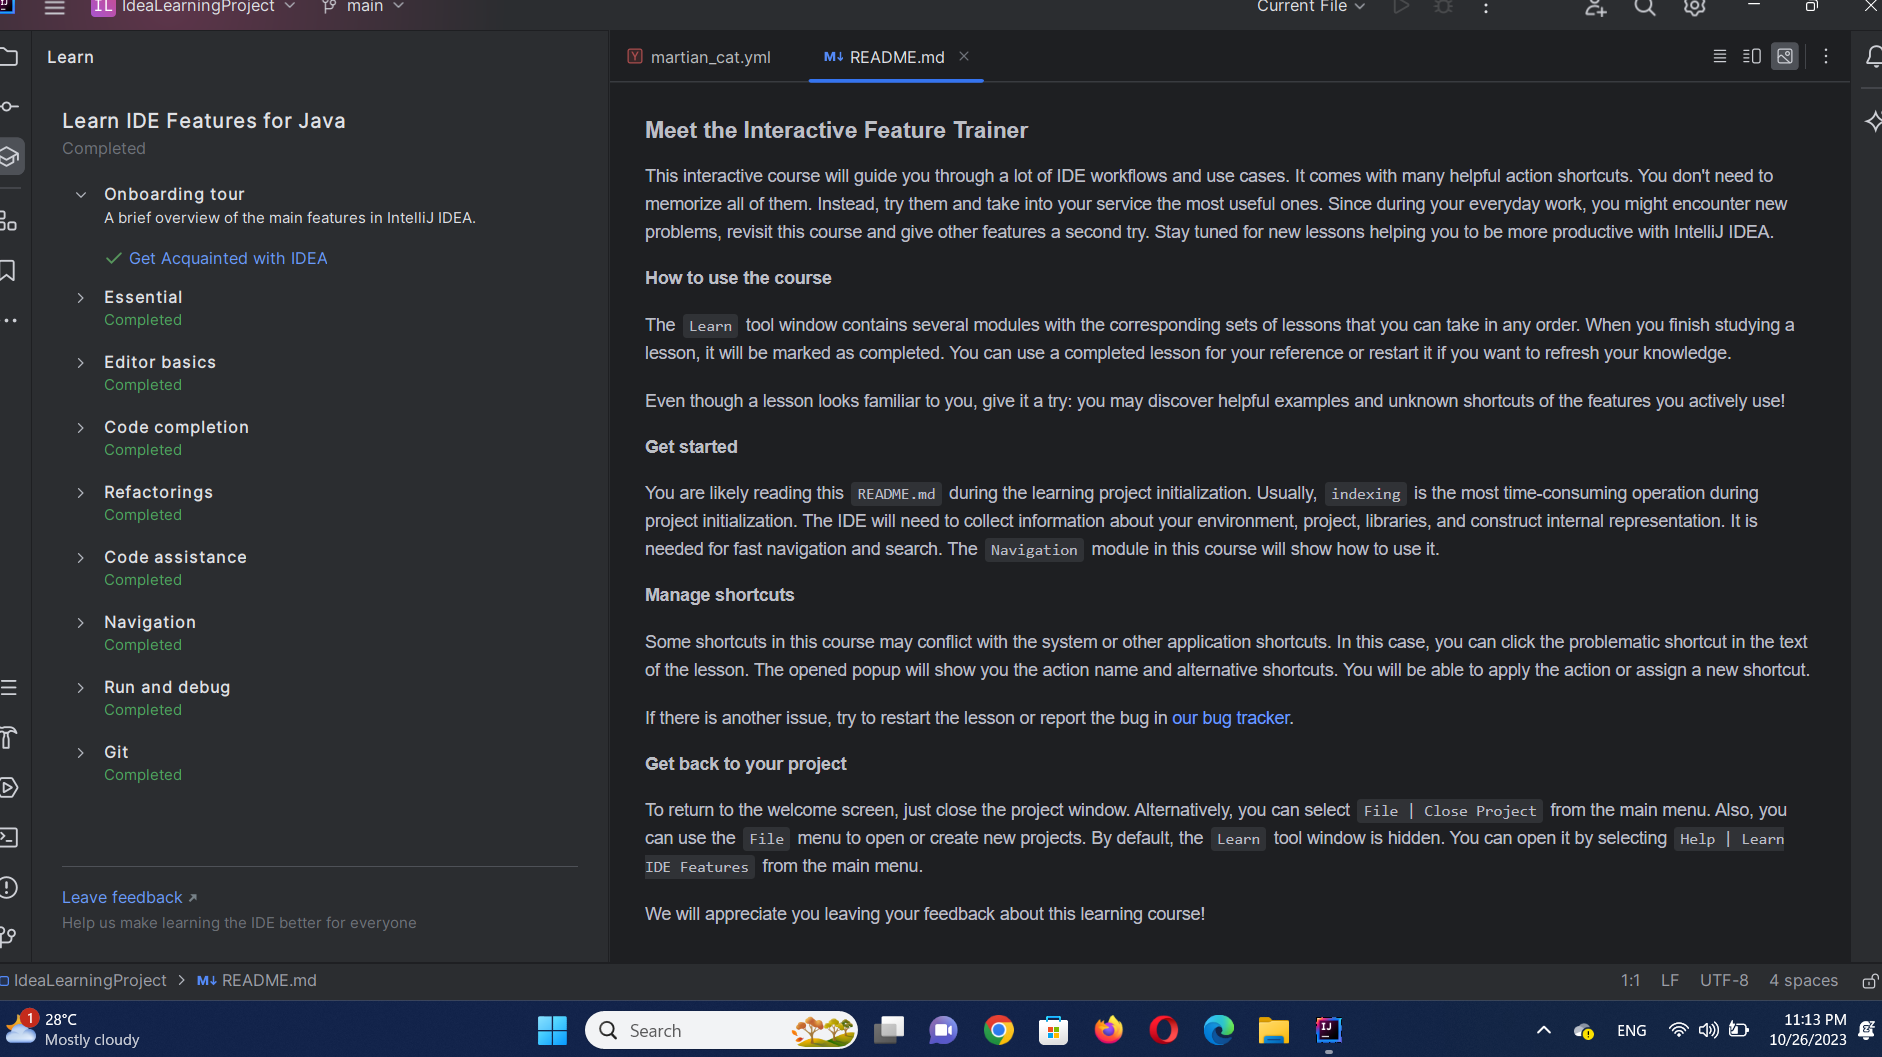 IL IdeaLearningProject main
Current File
Learn
Learn IDE Features for Java
Completed
Onboarding tour
A brief overview of the main features in IntelliJ IDEA.
Get Acquainted with IDEA
Essential
Completed
Editor basics
Completed
Code completion
Completed
Refactorings
Completed
Code assistance
Completed
Navigation
Completed
Run and debug
Completed
Git
Completed
Leave feedback
Help us make learning the IDE better for everyone
Y martian_cat.yml
M↓ README.md
Meet the Interactive Feature Trainer
This interactive course will guide you through a lot of IDE workflows and use cases. It comes with many helpful action shortcuts. You don't need to
memorize all of them. Instead, try them and take into your service the most useful ones. Since during your everyday work, you might encounter new
problems, revisit this course and give other features a second try. Stay tuned for new lessons helping you to be more productive with IntelliJ IDEA.
How to use the course
The Learn tool window contains several modules with the corresponding sets of lessons that you can take in any order. When you finish studying a
lesson, it will be marked as completed. You can use a completed lesson for your reference or restart it if you want to refresh your knowledge.
Even though a lesson looks familiar to you, give it a try: you may discover helpful examples and unknown shortcuts of the features you actively use!
Get started
You are likely reading this README.md during the learning project initialization. Usually, indexing is the most time-consuming operation during
project initialization. The IDE will need to collect information about your environment, project, libraries, and construct internal representation. It is
needed for fast navigation and search. The Navigation module in this course will show how to use it.
Manage shortcuts
Some shortcuts in this course may conflict with the system or other application shortcuts. In this case, you can click the problematic shortcut in the text
of the lesson. The opened popup will show you the action name and alternative shortcuts. You will be able to apply the action or assign a new shortcut.
If there is another issue, try to restart the lesson or report the bug in our bug tracker.
Get back to your project
To return to the welcome screen, just close the project window. Alternatively, you can select File | Close Project from the main menu. Also, you
can use the File menu to open or create new projects. By default, the Learn tool window is hidden. You can open it by selecting Help | Learn
IDE Features from the main menu.
We will appreciate you leaving your feedback about this learning course!
IdeaLearningProject > M↓ README.md
1:1 LF UTF-8 4 spaces
1
28°C
Mostly cloudy
Search
IJ
ENG
11:13 PM
10/26/2023